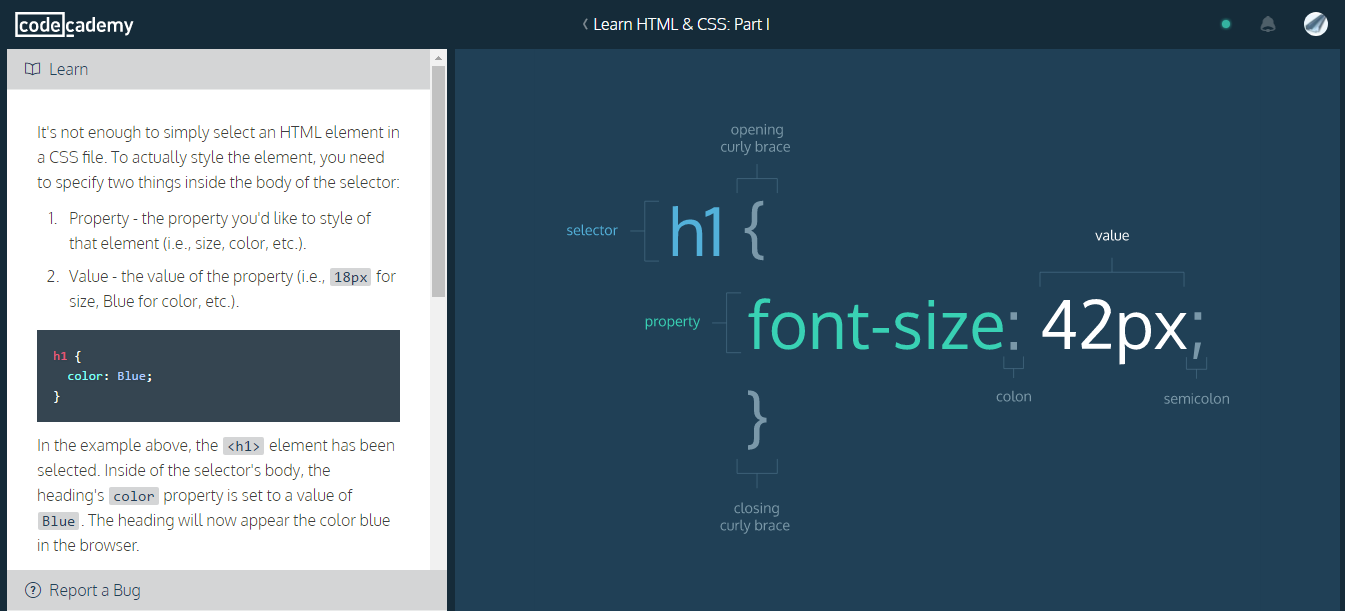 codecademy
‹ Learn HTML & CSS: Part I
Learn
It's not enough to simply select an HTML element in
a CSS file. To actually style the element, you need
to specify two things inside the body of the selector:
1. Property - the property you'd like to style of
that element (i.e., size, color, etc.).
2. Value - the value of the property (i.e., 18px for
size, Blue for color, etc.).
h1 {
color: Blue;
}
In the example above, the <h1> element has been
selected. Inside of the selector's body, the
heading's color property is set to a value of
Blue. The heading will now appear the color blue
in the browser.
? Report a Bug
opening
curly brace
selector
h1 {
value
property
font-size: 42px;
colon
semicolon
}
closing
curly brace